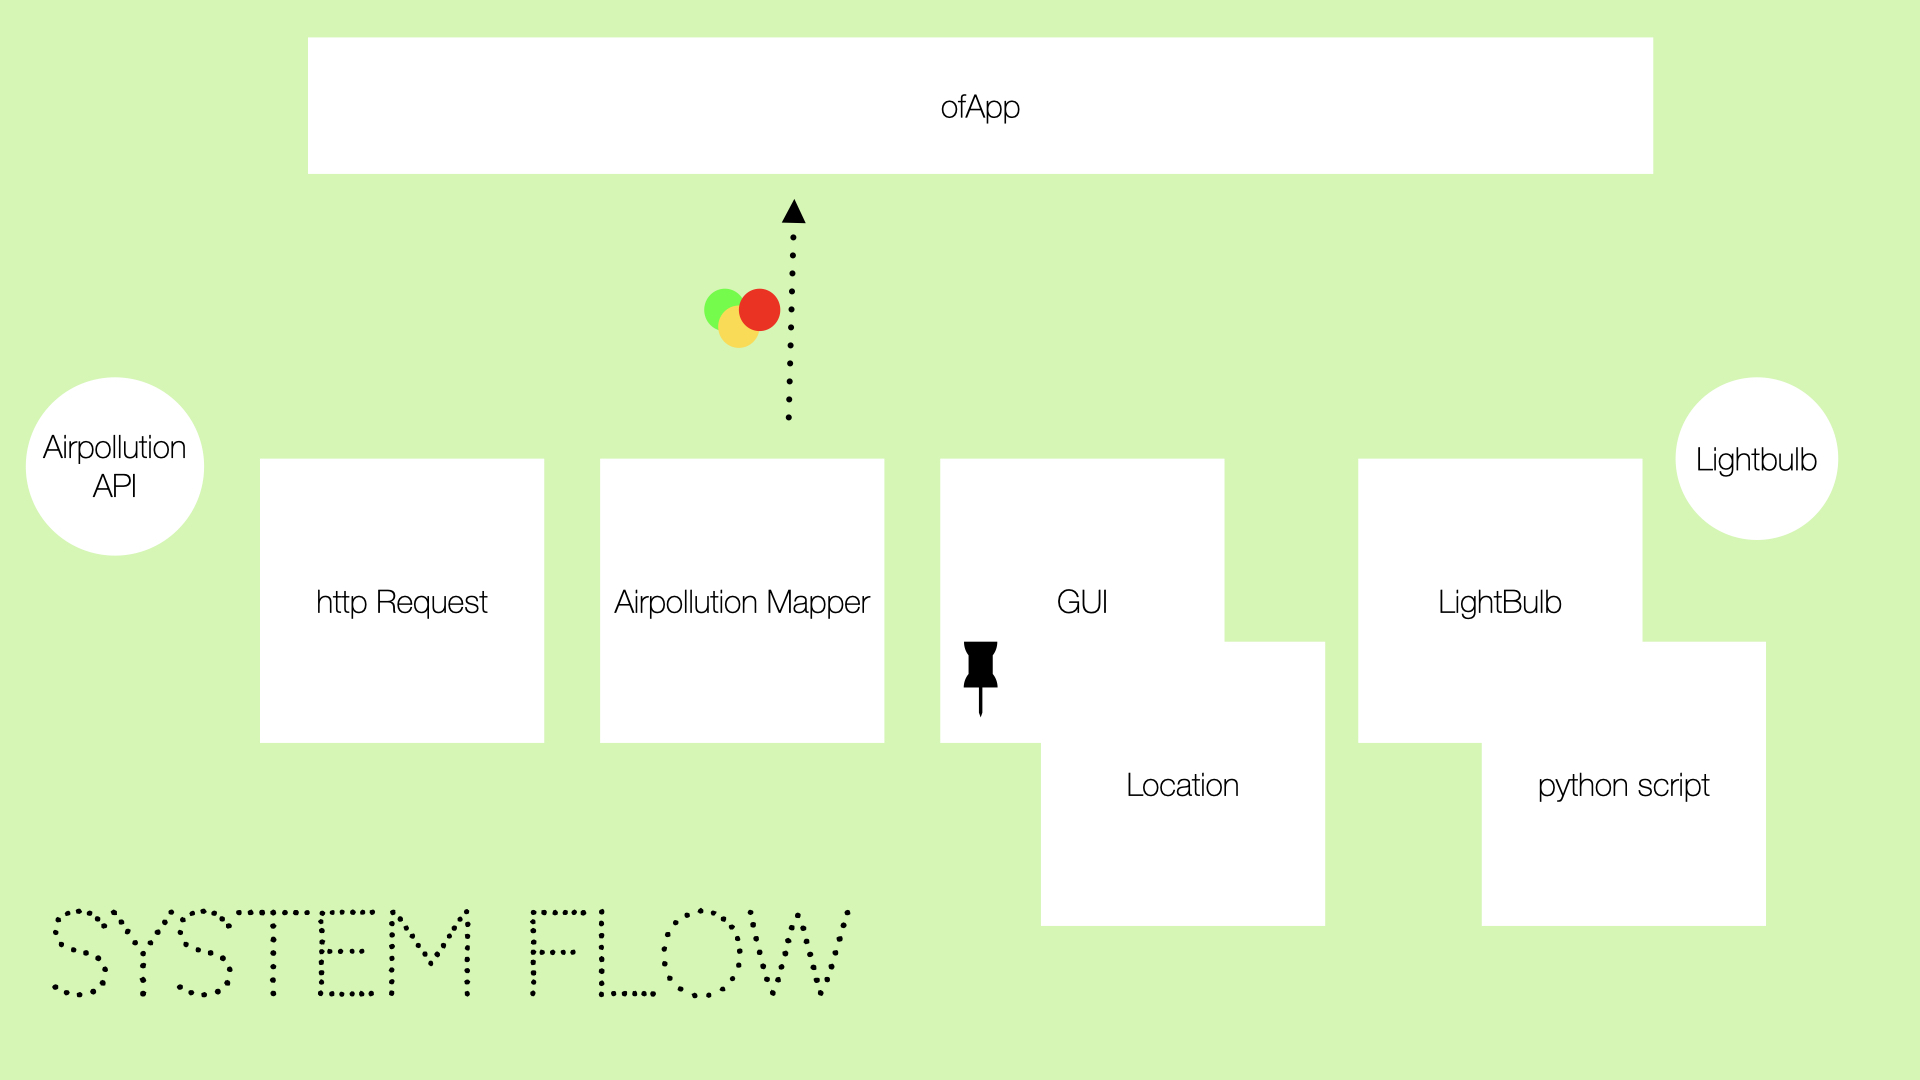 ofApp
Airpollution
API
Lightbulb
http Request
Airpollution Mapper
GUI
LightBulb
Location
python script
SYSTEM FLOW